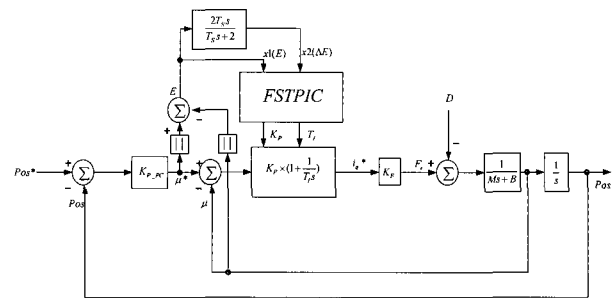 2T_S s
T_S s + 2
x1(E)
x2(ΔE)
E
Σ
+
−
FSTPIC
D
| |
| |
K_P
T_i
−
Pos*
+
Σ
−
Pos
K_P_PC
μ*
+
Σ
−
μ
K_P × (1 + 1/(T_i s))
i_q*
K_F
F_e
+
Σ
1
Ms + B
1
s
Pos